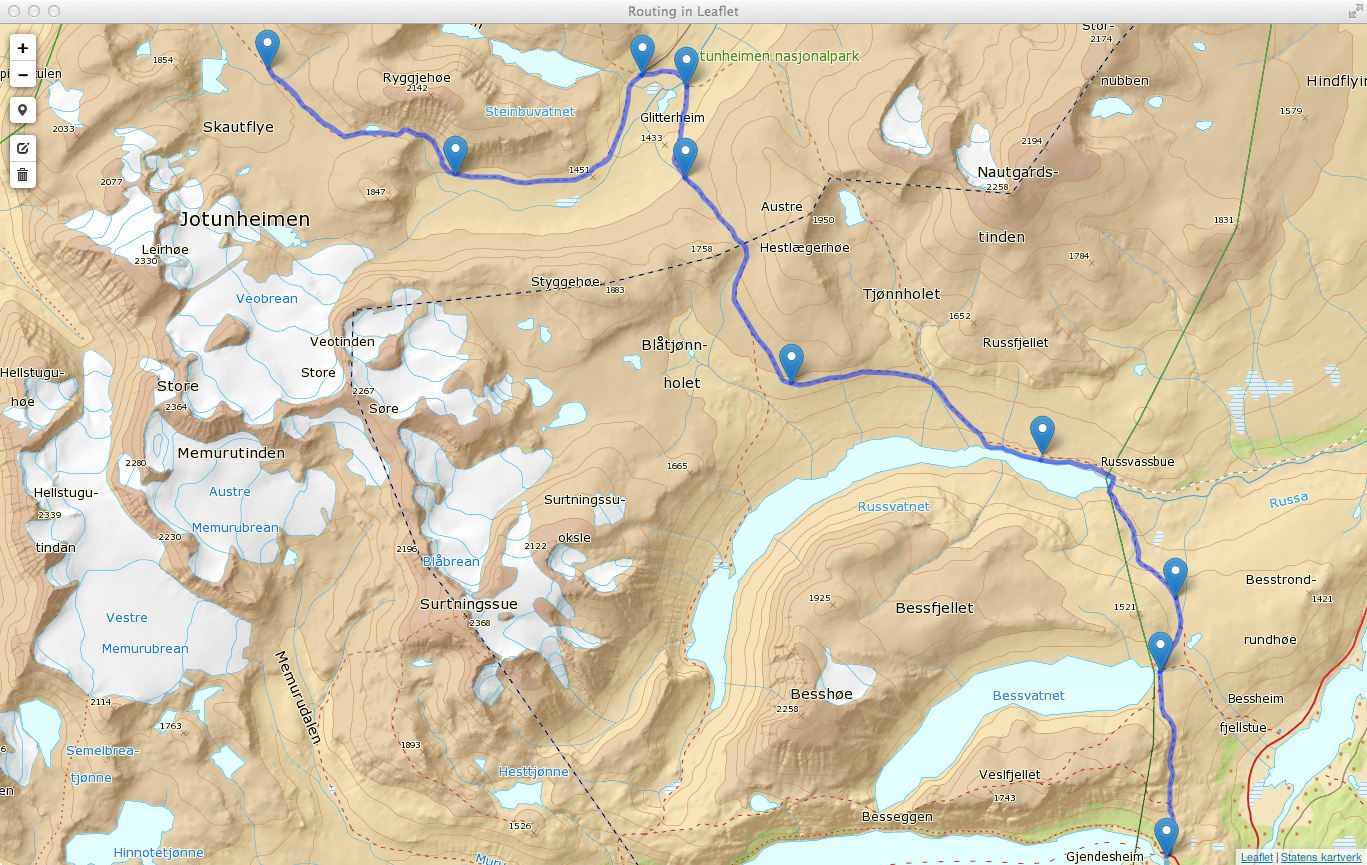 Routing in Leaflet
+
−
1854
2033
Skautflye
Ryggjehøe
2142
Steinbuvatnet
tunheimen nasjonalpark
Glitterheim
1433
1451
1847
2077
Jotunheimen
Leirhøe
2330
Veobrean
Stor-
2174
nubben
Hindflyin
1579
2194
Nautgards-
2258
tinden
1831
1784
Austre
1950
Hestlægerhøe
1758
Styggehøe
1883
Tjønnholet
1652
Russfjellet
Blåtjønn-
holet
Veotinden
Store
2267
Søre
Hellstugu-
høe
Store
2364
Memurutinden
2280
Austre
Memurubrean
2230
Hellstugu-
2339
tindan
1665
Surtningssu-
oksle
2122
2196
Blåbrean
Surtningssue
2368
Russvassbue
Russa
Russvatnet
1925
Bessfjellet
1521
Besstrond-
1421
rundhøe
Vestre
Memurubrean
2114
1763
Semelbrea-
tjønne
Memurudalen
1893
Hesttjønne
1526
Besshøe
2258
Bessvatnet
Bessheim
fjellstue
Veslfjellet
1743
Besseggen
Hinnotetjønne
Muru
Gjendesheim
Leaflet | Statens kartverk